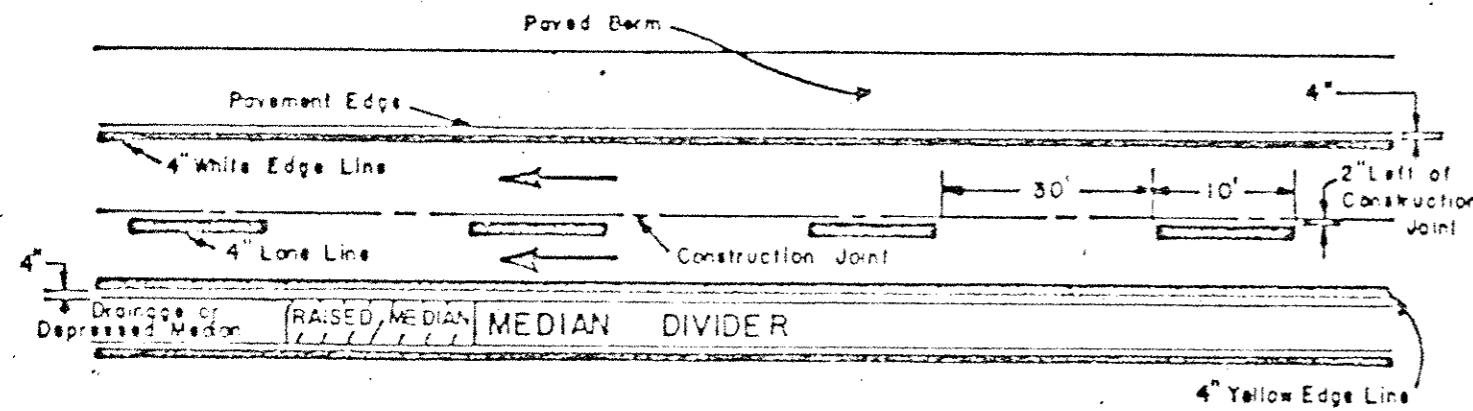 Paved Berm
Pavement Edge
4"
4" White Edge Line
30'
10'
2" Left of
Construction
Joint
4" Lane Line
Construction Joint
4"
Drainage or
Depressed Median
RAISED MEDIAN
MEDIAN DIVIDER
4" Yellow Edge Line